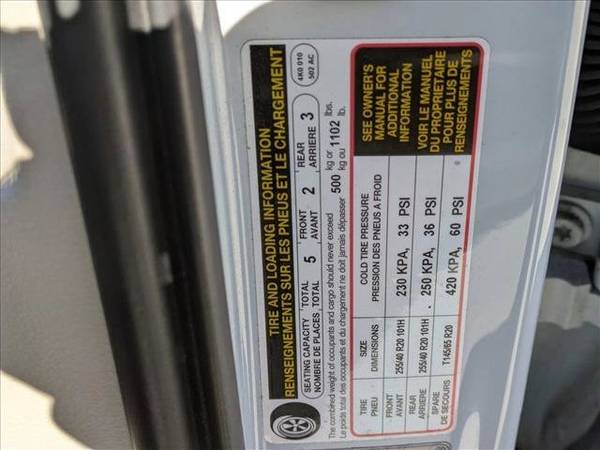 TIRE AND LOADING INFORMATION
RENSEIGNEMENTS SUR LES PNEUS ET LE CHARGEMENT
4K0 010
502 AC
SEATING CAPACITY TOTAL 5 FRONT 2 REAR 3
NOMBRE DE PLACES TOTAL AVANT ARRIERE
The combined weight of occupants and cargo should never exceed 500 kg or 1102 lbs.
Le poids total des occupants et du chargement ne doit jamais dépasser kg ou lb.
TIRE SIZE COLD TIRE PRESSURE
PNEU DIMENSIONS PRESSION DES PNEUS A FROID
FRONT
AVANT 255/40 R20 101H 230 KPA, 33 PSI
REAR
ARRIERE 255/40 R20 101H 250 KPA, 36 PSI
SPARE
DE SECOURS T145/65 R20 420 KPA, 60 PSI
SEE OWNER'S
MANUAL FOR
ADDITIONAL
INFORMATION
VOIR LE MANUEL
DU PROPRIETAIRE
POUR PLUS DE
RENSEIGNEMENTS